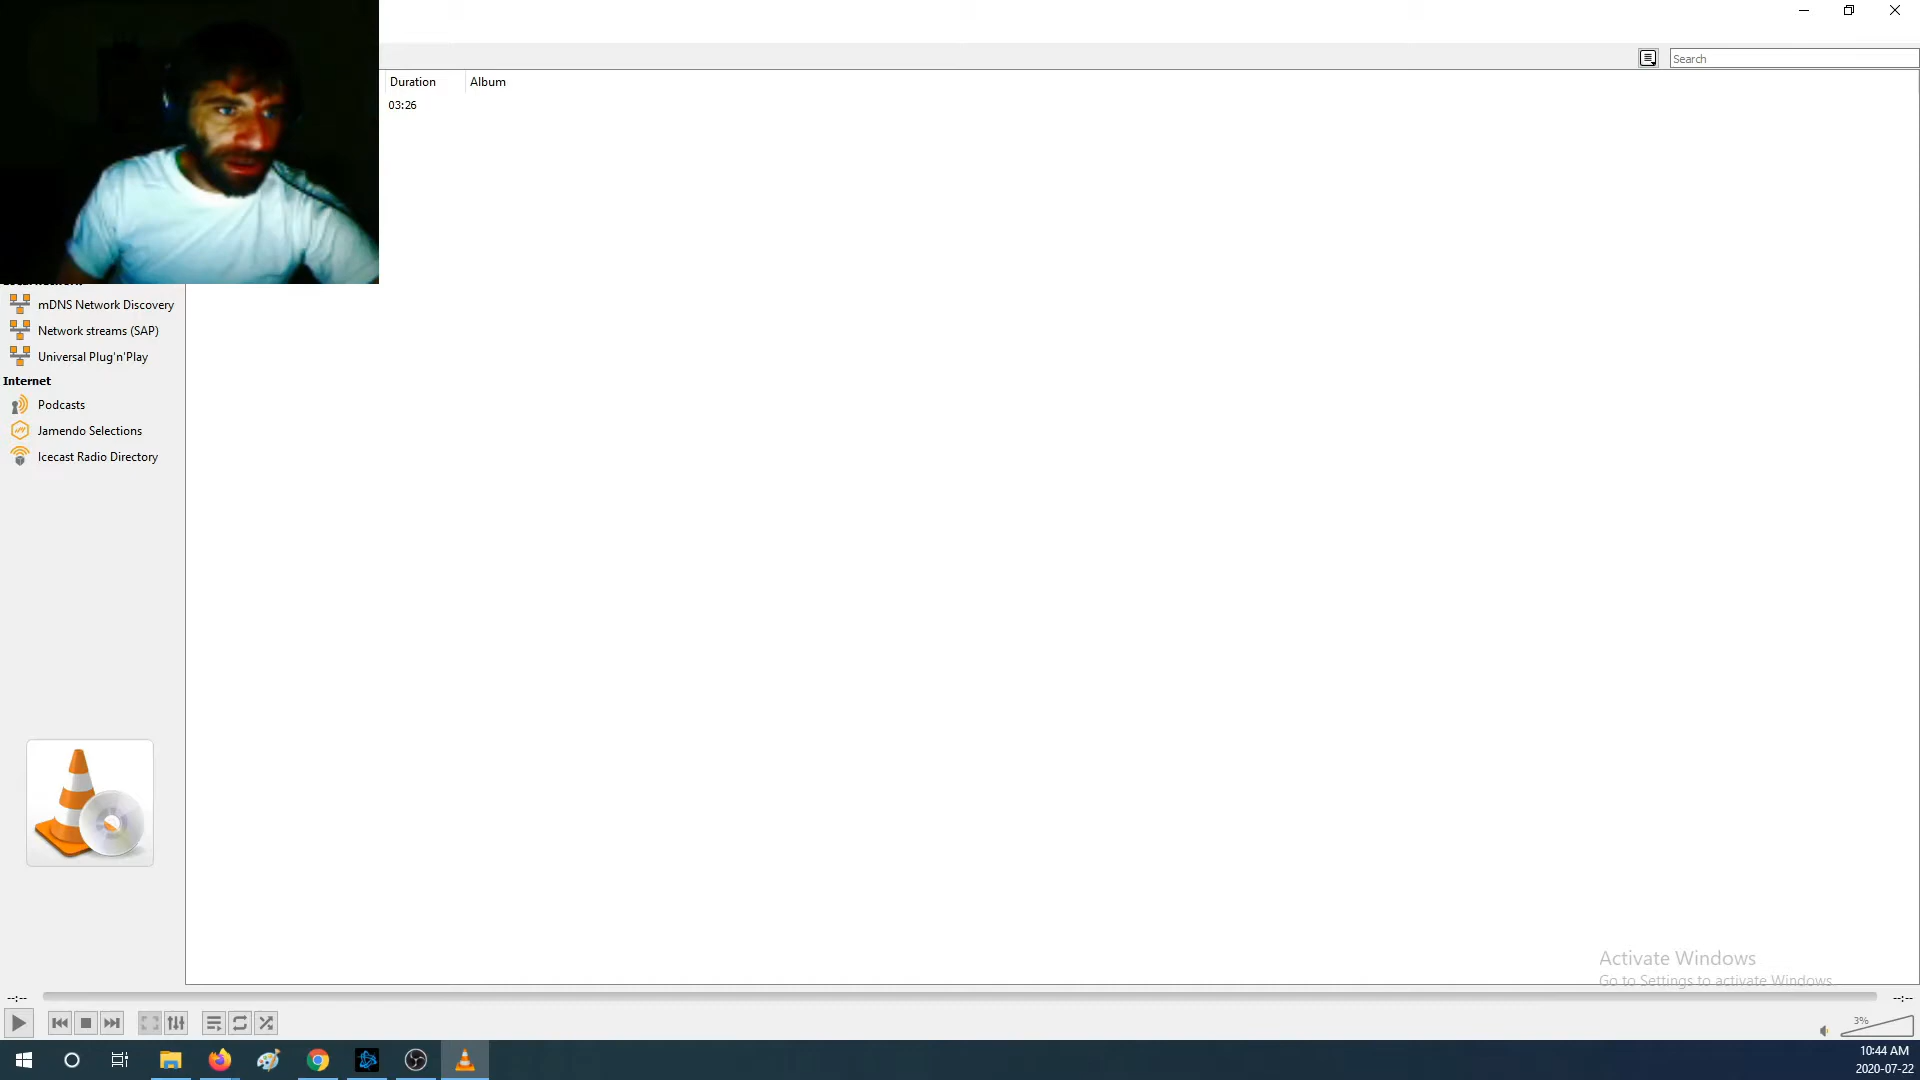 Search
Duration Album
03:26
mDNS Network Discovery
Network streams (SAP)
Universal Plug'n'Play
Internet
Podcasts
Jamendo Selections
Icecast Radio Directory
Activate Windows
Go to Settings to activate Windows.
--:-- --:--
3%
10:44 AM
2020-07-22